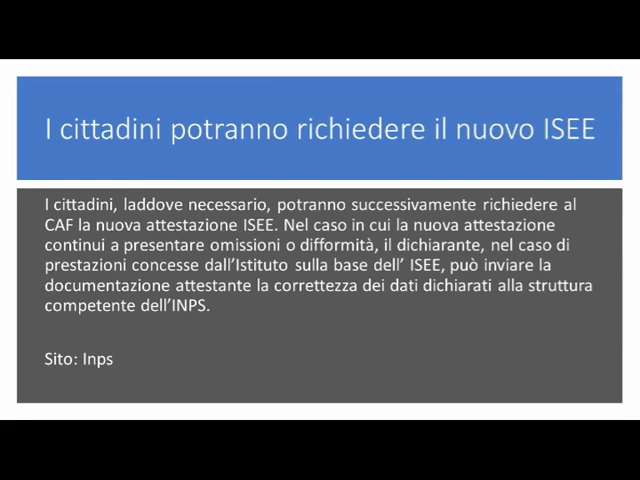 I cittadini potranno richiedere il nuovo ISEE
I cittadini, laddove necessario, potranno successivamente richiedere al
CAF la nuova attestazione ISEE. Nel caso in cui la nuova attestazione
continui a presentare omissioni o difformità, il dichiarante, nel caso di
prestazioni concesse dall'Istituto sulla base dell' ISEE, può inviare la
documentazione attestante la correttezza dei dati dichiarati alla struttura
competente dell'INPS.
Sito: Inps